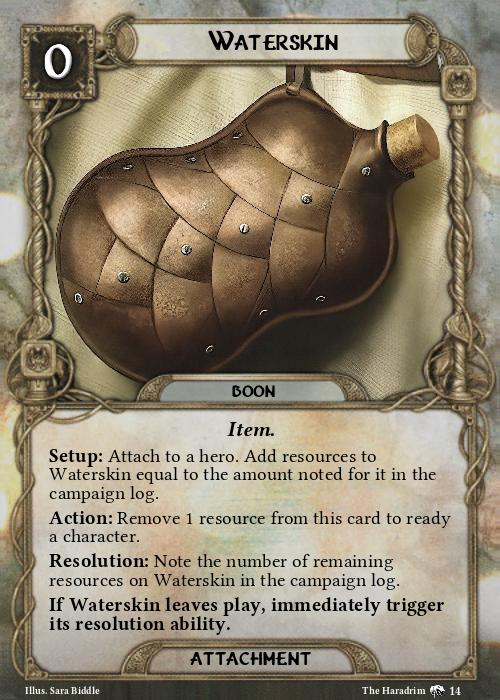 0
WATERSKIN
BOON
Item.
Setup: Attach to a hero. Add resources to
Waterskin equal to the amount noted for it in the
campaign log.
Action: Remove 1 resource from this card to ready
a character.
Resolution: Note the number of remaining
resources on Waterskin in the campaign log.
If Waterskin leaves play, immediately trigger
its resolution ability.
ATTACHMENT
Illus. Sara Biddle
The Haradrim 14